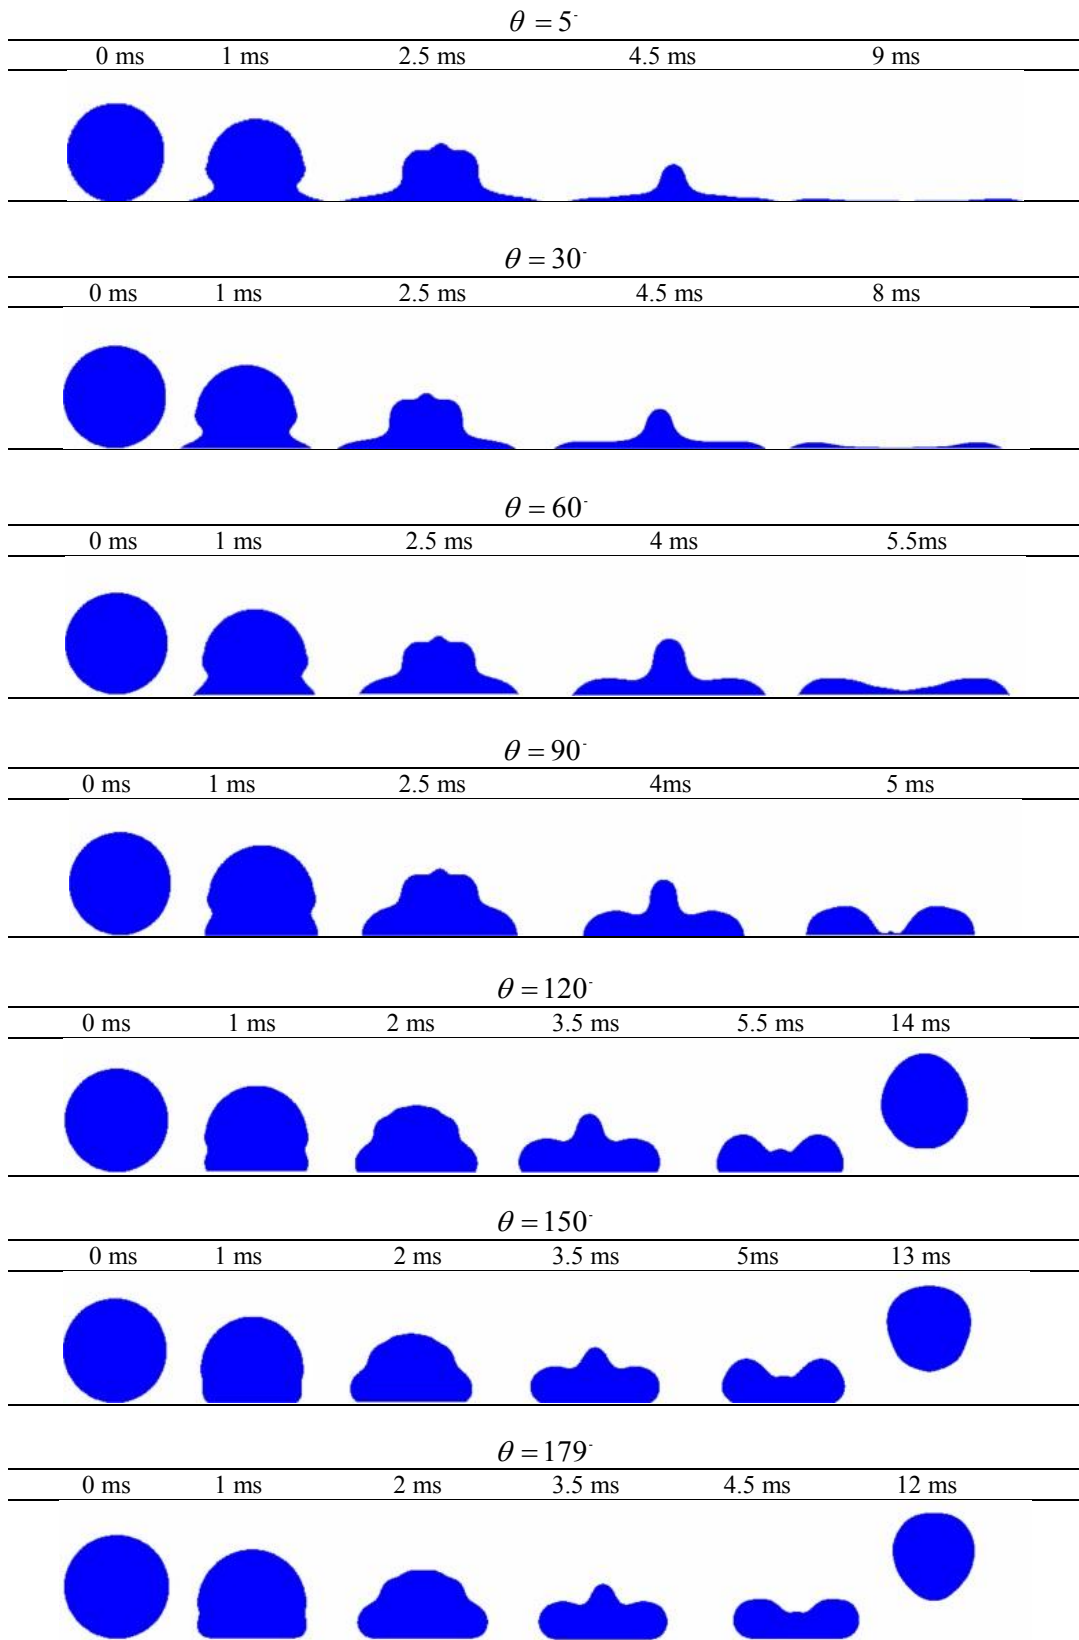 θ = 5-
0 ms 1 ms 2.5 ms 4.5 ms 9 ms
θ = 30-
0 ms 1 ms 2.5 ms 4.5 ms 8 ms
θ = 60-
0 ms 1 ms 2.5 ms 4 ms 5.5ms
θ = 90-
0 ms 1 ms 2.5 ms 4ms 5 ms
θ = 120-
0 ms 1 ms 2 ms 3.5 ms 5.5 ms 14 ms
θ = 150-
0 ms 1 ms 2 ms 3.5 ms 5ms 13 ms
θ = 179-
0 ms 1 ms 2 ms 3.5 ms 4.5 ms 12 ms